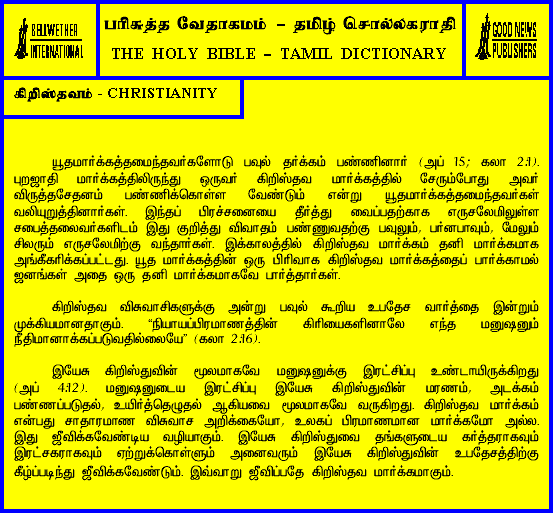 BELLWETHER
INTERNATIONAL
பரிசுத்த வேதாகமம் – தமிழ் சொல்லகராதி
THE HOLY BIBLE – TAMIL DICTIONARY
GOOD NEWS
PUBLISHERS
கிறிஸ்தவம் - CHRISTIANITY
யூதமார்க்கத்தமைந்தவர்களோடு பவுல் தர்க்கம் பண்ணினார் (அப் 15; கலா 2:1).
புறஜாதி மார்க்கத்திலிருந்து ஒருவர் கிறிஸ்தவ மார்க்கத்தில் சேரும்போது அவர்
விருத்தசேதனம் பண்ணிக்கொள்ள வேண்டும் என்று யூதமார்க்கத்தமைந்தவர்கள்
வலியுறுத்தினார்கள். இந்தப் பிரச்சனையை தீர்த்து வைப்பதற்காக எருசலேமிலுள்ள
சபைத்தலைவர்களிடம் இது குறித்து விவாதம் பண்ணுவதற்கு பவுலும், பர்னபாவும், மேலும்
சிலரும் எருசலேமிற்கு வந்தார்கள். இக்காலத்தில் கிறிஸ்தவ மார்க்கம் தனி மார்க்கமாக
அங்கீகரிக்கப்பட்டது. யூத மார்க்கத்தின் ஒரு பிரிவாக கிறிஸ்தவ மார்க்கத்தைப் பார்க்காமல்
ஜனங்கள் அதை ஒரு தனி மார்க்கமாகவே பார்த்தார்கள்.
கிறிஸ்தவ விசுவாசிகளுக்கு அன்று பவுல் கூறிய உபதேச வார்த்தை இன்றும்
முக்கியமானதாகும். “நியாயப்பிரமாணத்தின் கிரியைகளினாலே எந்த மனுஷனும்
நீதிமானாக்கப்படுவதில்லையே” (கலா 2:16).
இயேசு கிறிஸ்துவின் மூலமாகவே மனுஷனுக்கு இரட்சிப்பு உண்டாயிருக்கிறது
(அப் 4:12). மனுஷனுடைய இரட்சிப்பு இயேசு கிறிஸ்துவின் மரணம், அடக்கம்
பண்ணப்படுதல், உயிர்த்தெழுதல் ஆகியவை மூலமாகவே வருகிறது. கிறிஸ்தவ மார்க்கம்
என்பது சாதாரமாண விசுவாச அறிக்கையோ, உலகப் பிரமாணமான மார்க்கமோ அல்ல.
இது ஜீவிக்கவேண்டிய வழியாகும். இயேசு கிறிஸ்துவை தங்களுடைய கர்த்தராகவும்
இரட்சகராகவும் ஏற்றுக்கொள்ளும் அனைவரும் இயேசு கிறிஸ்துவின் உபதேசத்திற்கு
கீழ்ப்படிந்து ஜீவிக்கவேண்டும். இவ்வாறு ஜீவிப்பதே கிறிஸ்தவ மார்க்கமாகும்.